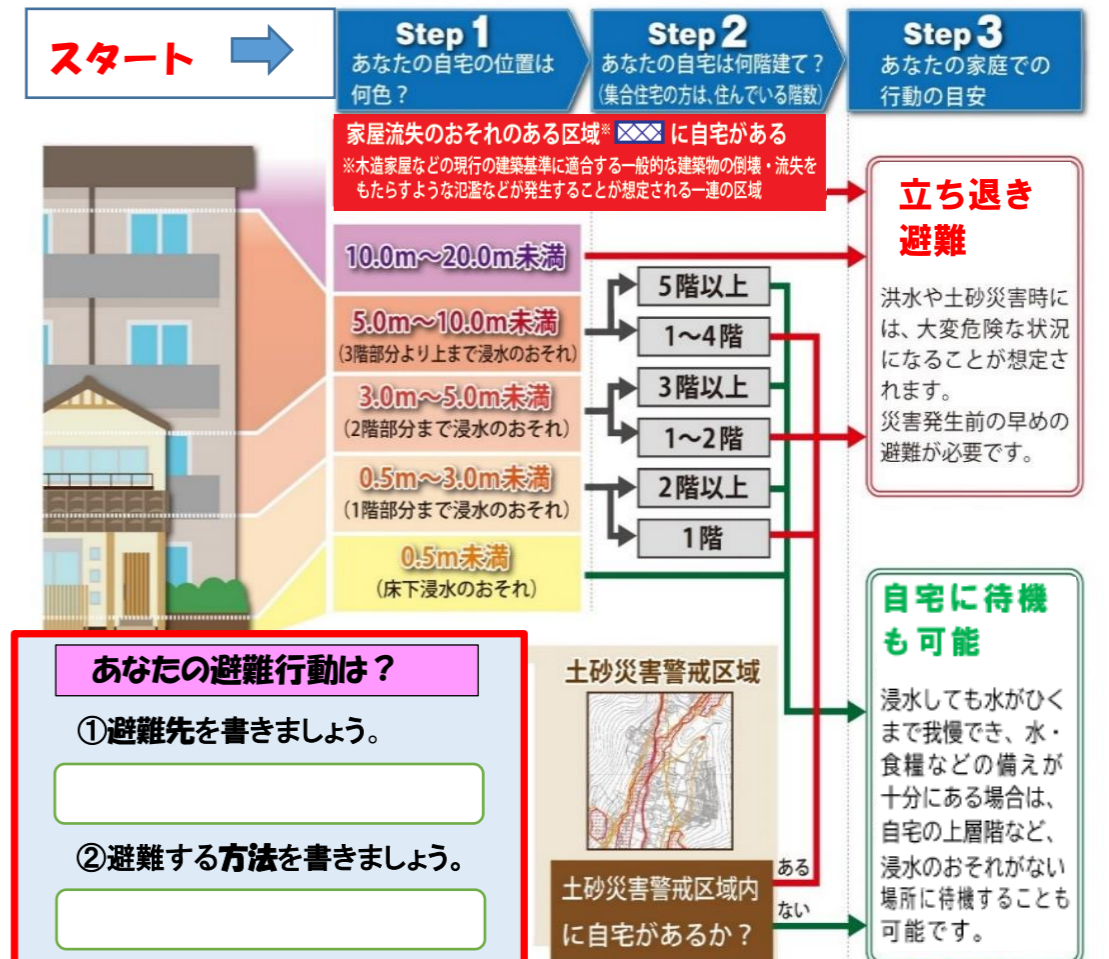 スタート
Step 1
あなたの自宅の位置は
何色？
Step 2
あなたの自宅は何階建て？
（集合住宅の方は、住んでいる階数）
Step 3
あなたの家庭での
行動の目安
家屋流失のおそれのある区域※ に自宅がある
※木造家屋などの現行の建築基準に適合する一般的な建築物の倒壊・流失を
もたらすような氾濫などが発生することが想定される一連の区域
10.0m～20.0m未満
5.0m～10.0m未満
（3階部分より上まで浸水のおそれ）
3.0m～5.0m未満
（2階部分まで浸水のおそれ）
0.5m～3.0m未満
（1階部分まで浸水のおそれ）
0.5m未満
（床下浸水のおそれ）
5階以上
1～4階
3階以上
1～2階
2階以上
1階
立ち退き
避難
洪水や土砂災害時に
は、大変危険な状況
になることが想定さ
れます。
災害発生前の早めの
避難が必要です。
自宅に待機
も可能
浸水しても水がひく
まで我慢でき、水・
食糧などの備えが
十分にある場合は、
自宅の上層階など、
浸水のおそれがない
場所に待機することも
可能です。
土砂災害警戒区域
土砂災害警戒区域内
に自宅があるか？
ある
ない
あなたの避難行動は？
①避難先を書きましょう。
②避難する方法を書きましょう。